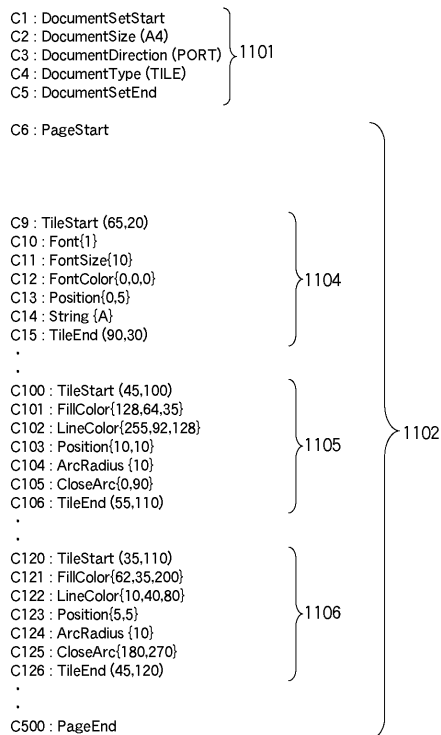 C1 : DocumentSetStart
C2 : DocumentSize (A4)
C3 : DocumentDirection (PORT)
C4 : DocumentType (TILE)
C5 : DocumentSetEnd
1101
C6 : PageStart
C9 : TileStart (65,20)
C10 : Font{1}
C11 : FontSize{10}
C12 : FontColor{0,0,0}
C13 : Position{0,5}
C14 : String {A}
C15 : TileEnd (90,30)
1104
.
.
C100 : TileStart (45,100)
C101 : FillColor{128,64,35}
C102 : LineColor{255,92,128}
C103 : Position{10,10}
C104 : ArcRadius {10}
C105 : CloseArc{0,90}
C106 : TileEnd (55,110)
1105
.
.
C120 : TileStart (35,110)
C121 : FillColor{62,35,200}
C122 : LineColor{10,40,80}
C123 : Position{5,5}
C124 : ArcRadius {10}
C125 : CloseArc{180,270}
C126 : TileEnd (45,120)
1106
.
.
C500 : PageEnd
1102